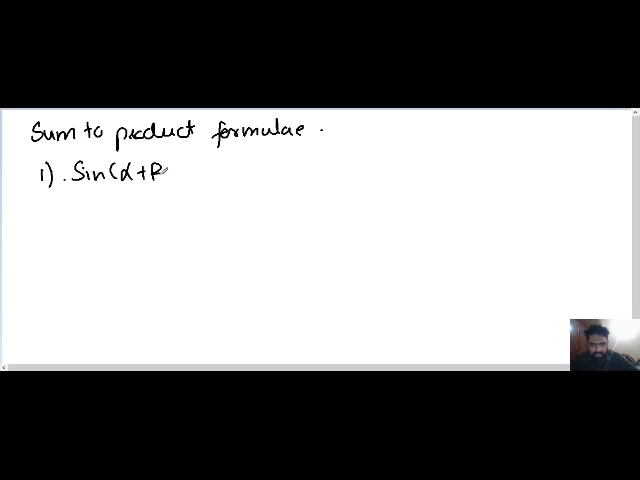 Sum to product formulae .
1) . Sin(α+β